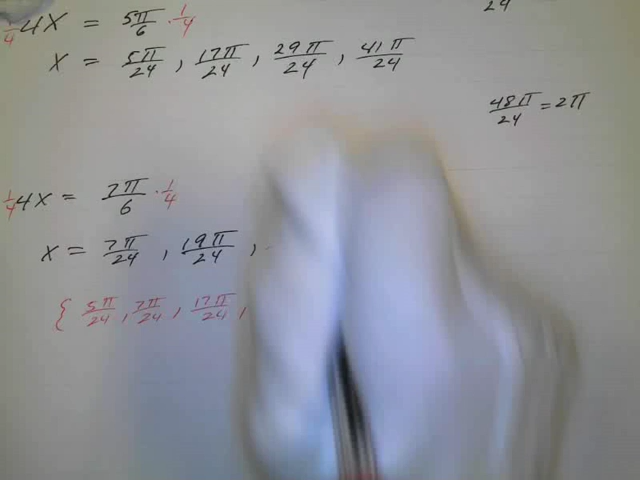 24
1/4 4x = 5π/6 · 1/4
x = 5π/24 , 17π/24 , 29π/24 , 41π/24
48π/24 = 2π
1/4 4x = 7π/6 · 1/4
x = 7π/24 , 19π/24 ,
{ 5π/24 , 7π/24 , 17π/24 ,